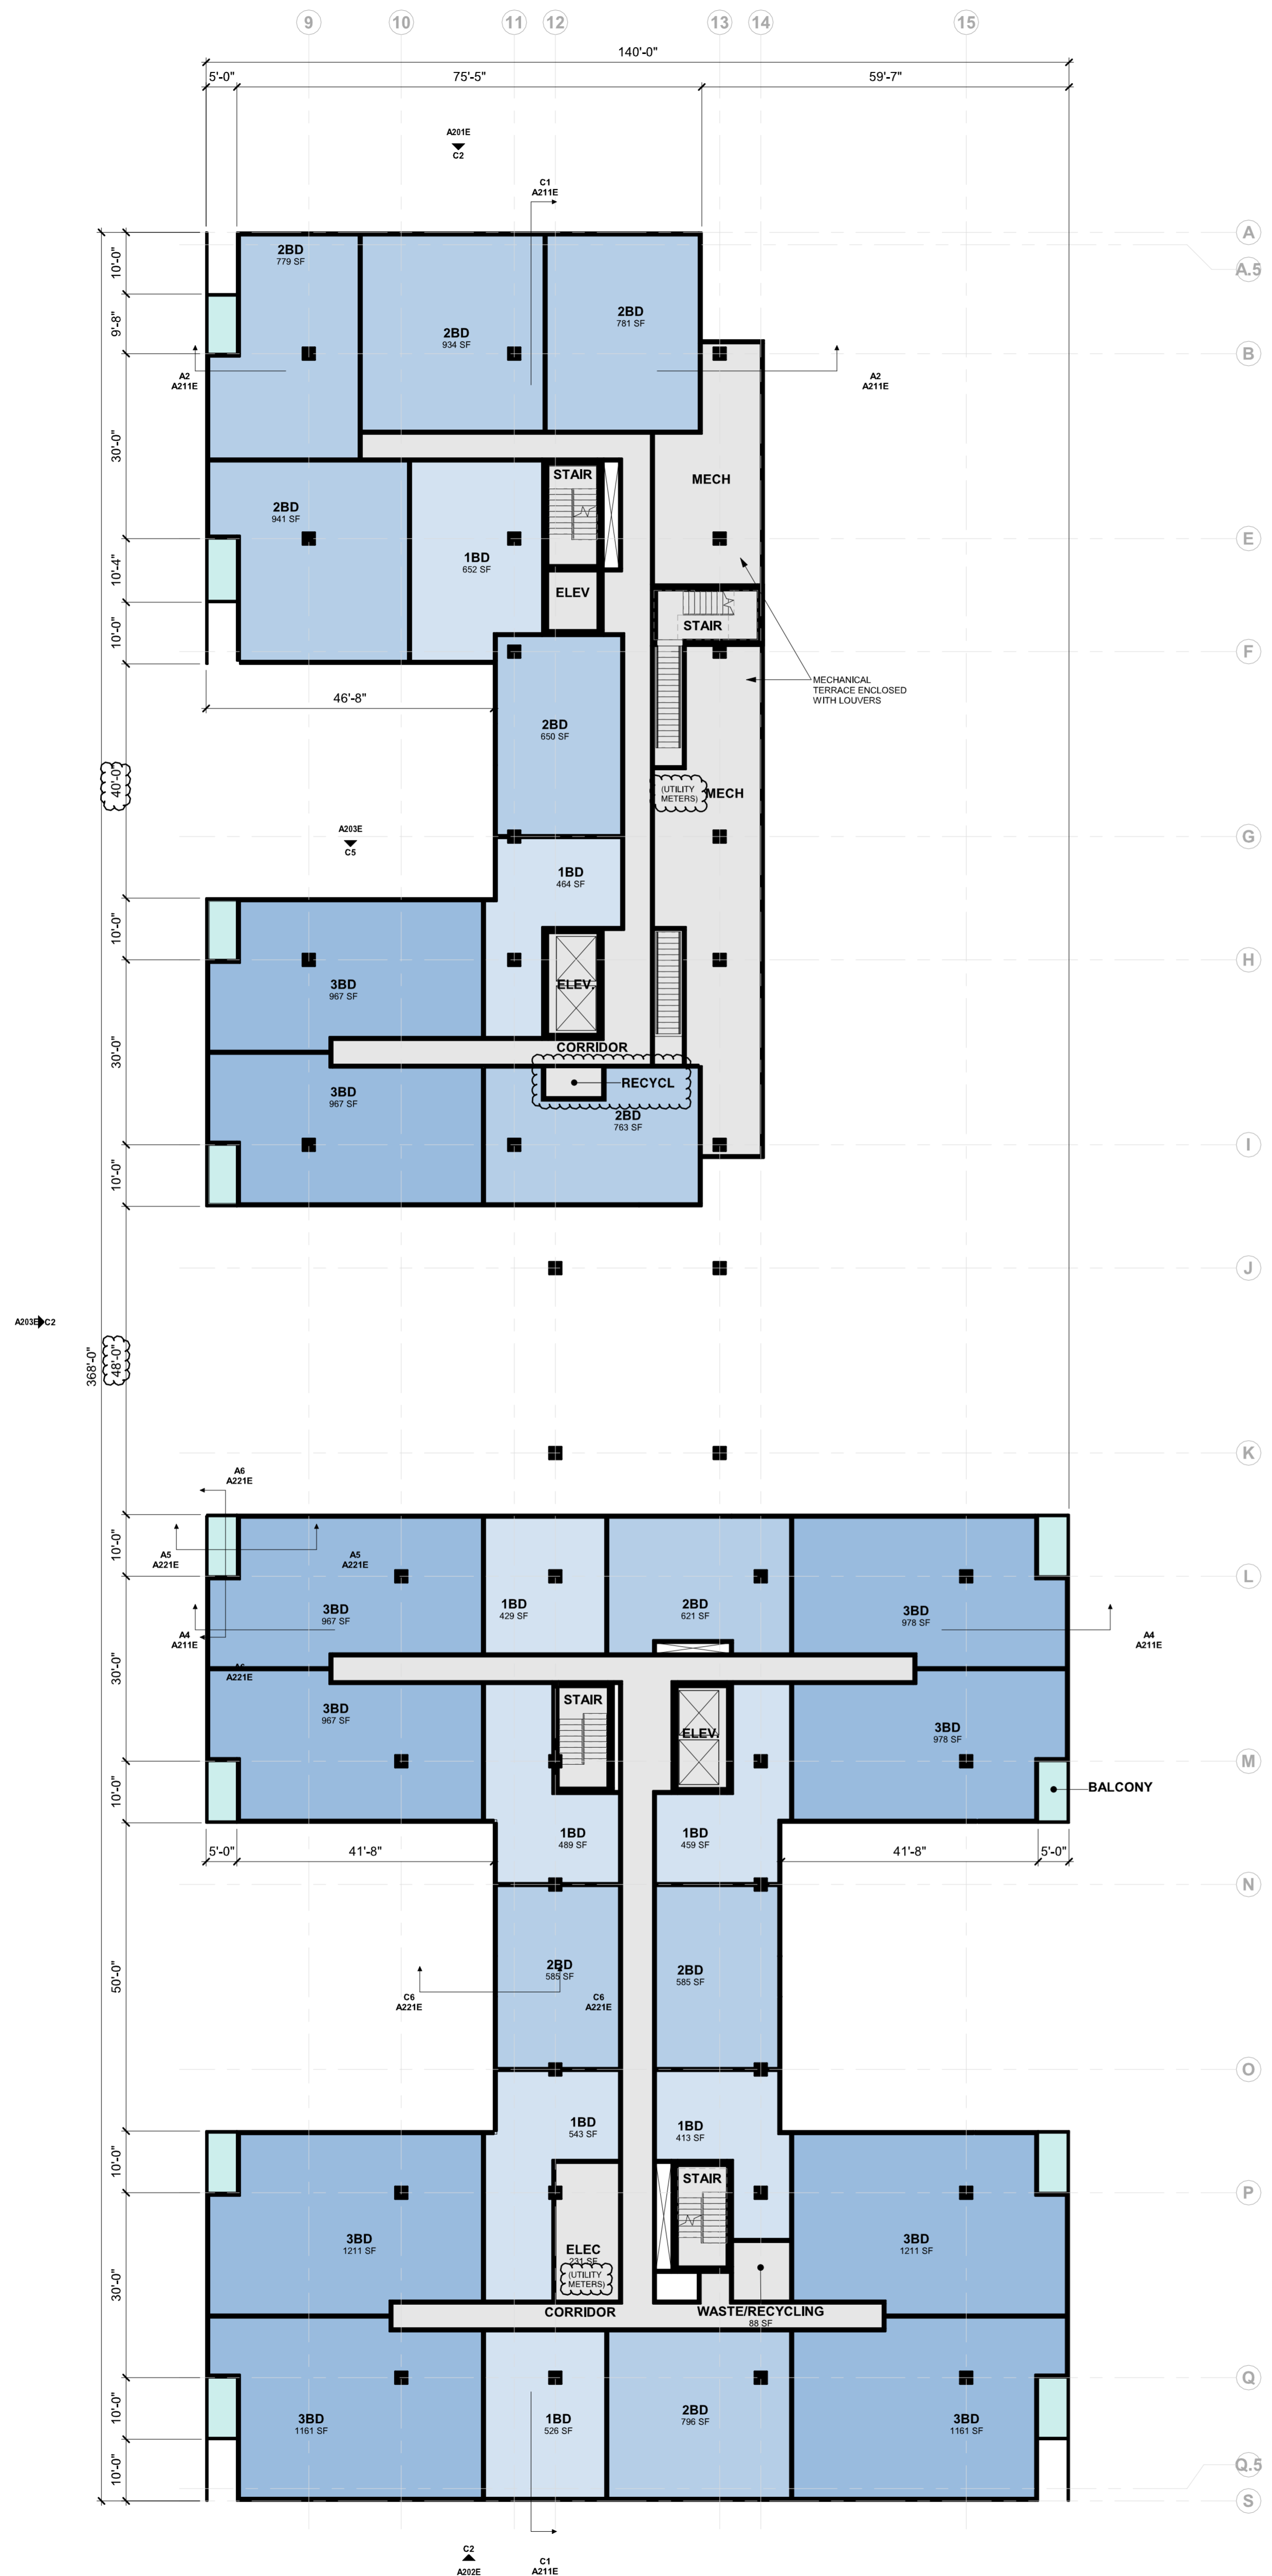 9
10
11
12
13
14
15
140'-0"
5'-0"
75'-5"
59'-7"
A201E
C2
C1
A211E
A
A.5
10'-0"
9'-8"
2BD
779 SF
2BD
934 SF
2BD
781 SF
B
A2
A211E
A2
A211E
30'-0"
STAIR
MECH
2BD
941 SF
E
1BD
652 SF
10'-4"
ELEV
10'-0"
STAIR
F
MECHANICAL
TERRACE ENCLOSED
WITH LOUVERS
46'-8"
2BD
650 SF
40'-0"
(UTILITY
METERS)
MECH
A203E
C5
G
1BD
464 SF
10'-0"
H
3BD
967 SF
ELEV.
CORRIDOR
30'-0"
RECYCL
3BD
967 SF
2BD
763 SF
I
10'-0"
J
A203E
C2
48'-0"
368'-0"
K
A6
A221E
10'-0"
A5
A221E
A5
A221E
L
3BD
967 SF
1BD
429 SF
2BD
621 SF
3BD
978 SF
A4
A211E
A4
A211E
30'-0"
A6
A221E
3BD
967 SF
STAIR
ELEV.
3BD
978 SF
M
10'-0"
BALCONY
1BD
489 SF
1BD
459 SF
5'-0"
41'-8"
41'-8"
5'-0"
N
50'-0"
2BD
585 SF
2BD
585 SF
C6
A221E
C6
A221E
O
1BD
543 SF
1BD
413 SF
10'-0"
STAIR
P
3BD
1211 SF
ELEC
231 SF
(UTILITY
METERS)
3BD
1211 SF
30'-0"
CORRIDOR
WASTE/RECYCLING
88 SF
Q
10'-0"
3BD
1161 SF
1BD
526 SF
2BD
796 SF
3BD
1161 SF
10'-0"
Q.5
S
C2
A202E
C1
A211E